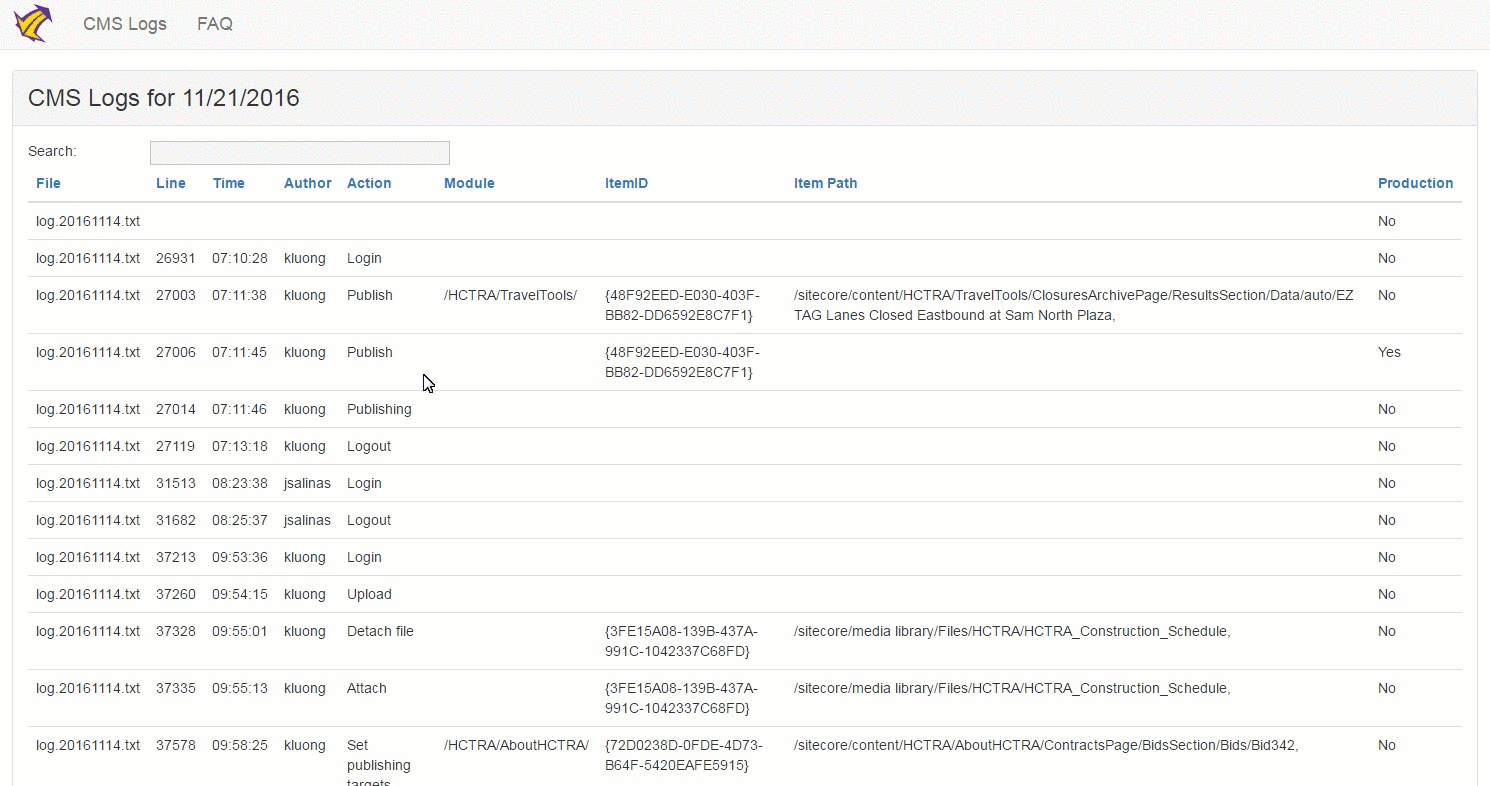 CMS Logs FAQ
CMS Logs for 11/21/2016
Search:
File Line Time Author Action Module ItemID Item Path Production
log.20161114.txt No
log.20161114.txt 26931 07:10:28 kluong Login No
log.20161114.txt 27003 07:11:38 kluong Publish /HCTRA/TravelTools/ {48F92EED-E030-403F- /sitecore/content/HCTRA/TravelTools/ClosuresArchivePage/ResultsSection/Data/auto/EZ No
BB82-DD6592E8C7F1} TAG Lanes Closed Eastbound at Sam North Plaza,
log.20161114.txt 27006 07:11:45 kluong Publish {48F92EED-E030-403F- Yes
BB82-DD6592E8C7F1}
log.20161114.txt 27014 07:11:46 kluong Publishing No
log.20161114.txt 27119 07:13:18 kluong Logout No
log.20161114.txt 31513 08:23:38 jsalinas Login No
log.20161114.txt 31682 08:25:37 jsalinas Logout No
log.20161114.txt 37213 09:53:36 kluong Login No
log.20161114.txt 37260 09:54:15 kluong Upload No
log.20161114.txt 37328 09:55:01 kluong Detach file {3FE15A08-139B-437A- /sitecore/media library/Files/HCTRA/HCTRA_Construction_Schedule, No
991C-1042337C68FD}
log.20161114.txt 37335 09:55:13 kluong Attach {3FE15A08-139B-437A- /sitecore/media library/Files/HCTRA/HCTRA_Construction_Schedule, No
991C-1042337C68FD}
log.20161114.txt 37578 09:58:25 kluong Set /HCTRA/AboutHCTRA/ {72D0238D-0FDE-4D73- /sitecore/content/HCTRA/AboutHCTRA/ContractsPage/BidsSection/Bids/Bid342, No
publishing B64F-5420EAFE5915}
targets